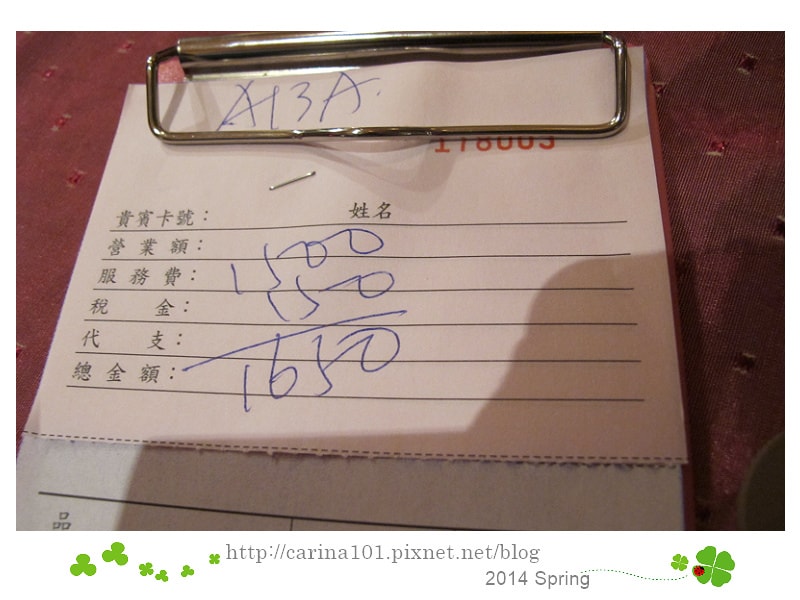 A13A.
178003
貴賓卡號： 姓名
營業額： 1500
服務費： 150
稅 金：
代 支：
總金額： 1650
品
http://carina101.pixnet.net/blog
2014 Spring